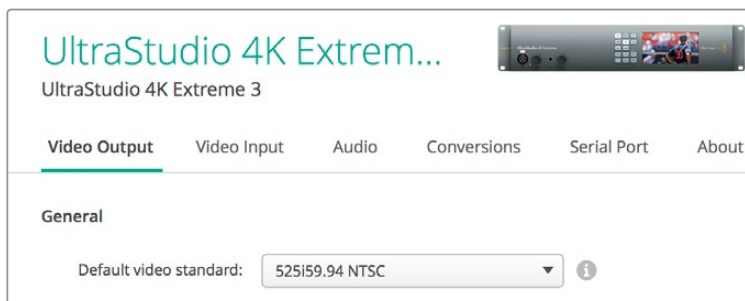 UltraStudio 4K Extrem...
UltraStudio 4K Extreme 3
Video Output Video Input Audio Conversions Serial Port About
General
Default video standard: 525i59.94 NTSC